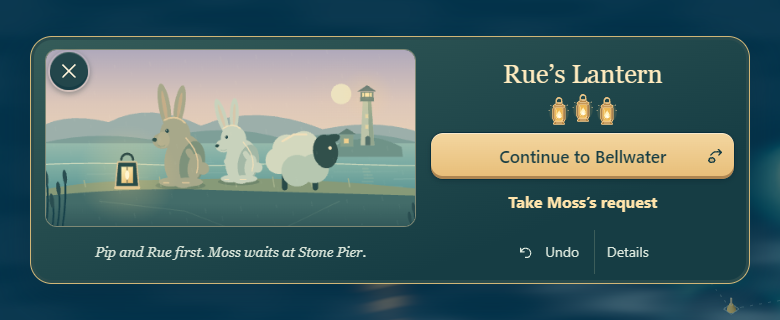 Rue’s Lantern
Continue to Bellwater
Take Moss’s request
Pip and Rue first. Moss waits at Stone Pier.
Undo
Details